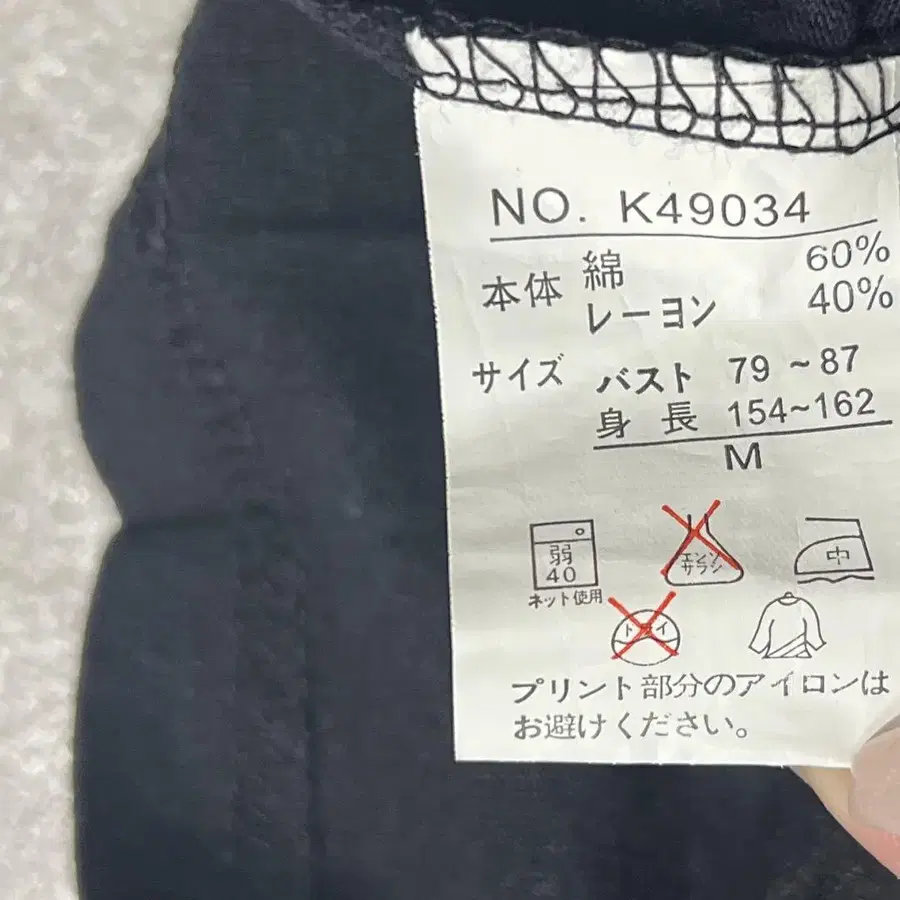 NO. K49034
本体 綿 60%
レーヨン 40%
サイズ バスト 79 ~87
身 長 154~162
M
弱
40
ネット使用
エンソ
サラシ
中
ドライ
プリント部分のアイロンは
お避けください。